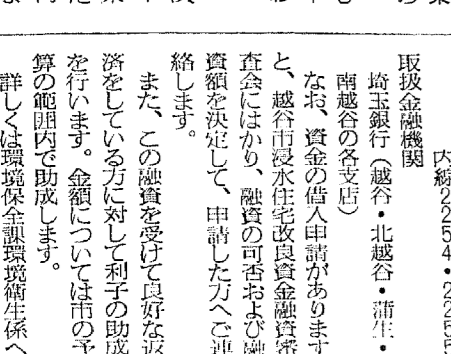 内線2254・2255
取扱金融機関
埼玉銀行（越谷・北越谷・蒲生・
南越谷の各支店）
なお、資金の借入申請があります
と、越谷市浸水住宅改良資金融資審
査会にはかり、融資の可否および融
資額を決定して、申請した方へご連
絡します。
また、この融資を受けて良好な返
済をしている方に対して利子の助成
を行います。金額については市の予
算の範囲内で助成します。
詳しくは環境保全課環境衛生係へ